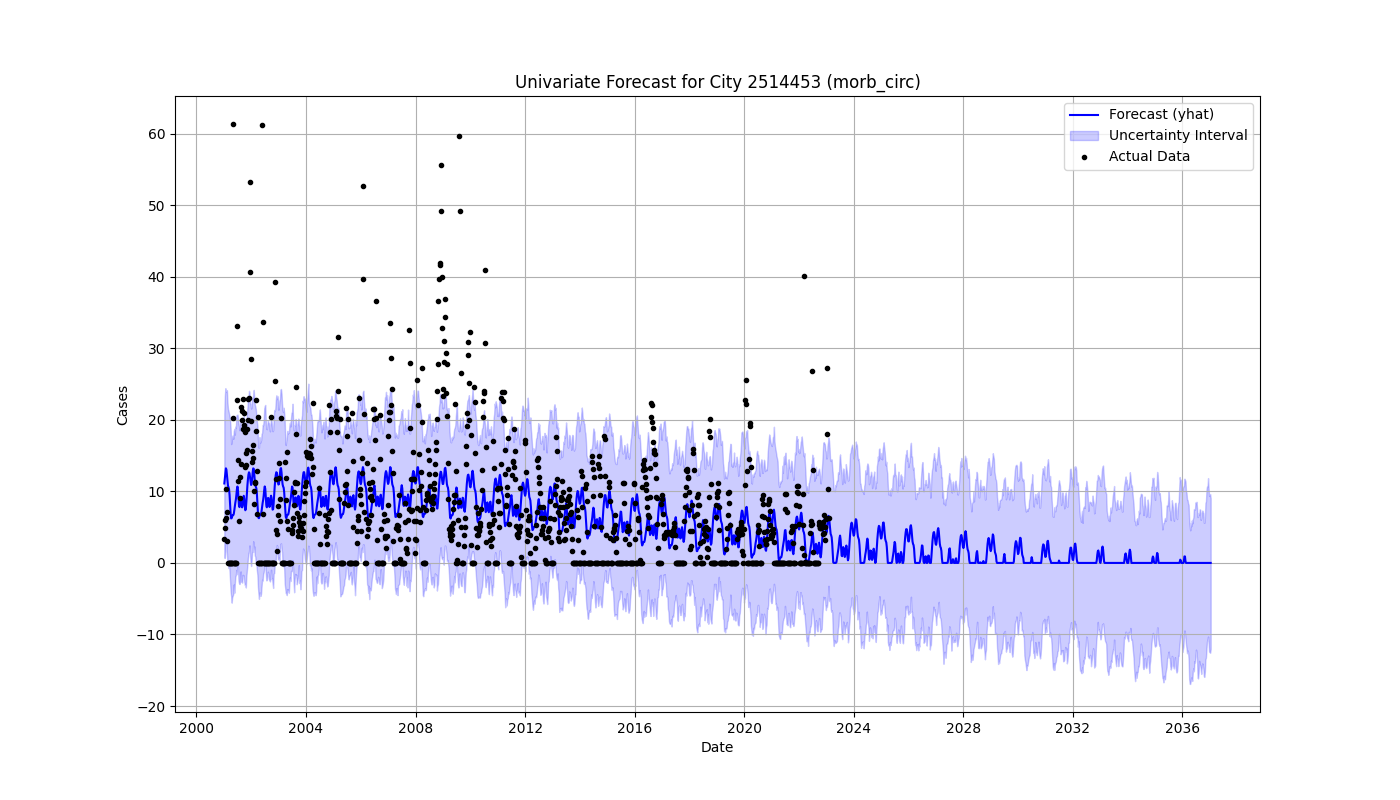 Univariate Forecast for City 2514453 (morb_circ)
Forecast (yhat)
Uncertainty Interval
Actual Data
60
50
40
30
20
10
0
−10
−20
Cases
2000 2004 2008 2012 2016 2020 2024 2028 2032 2036
Date